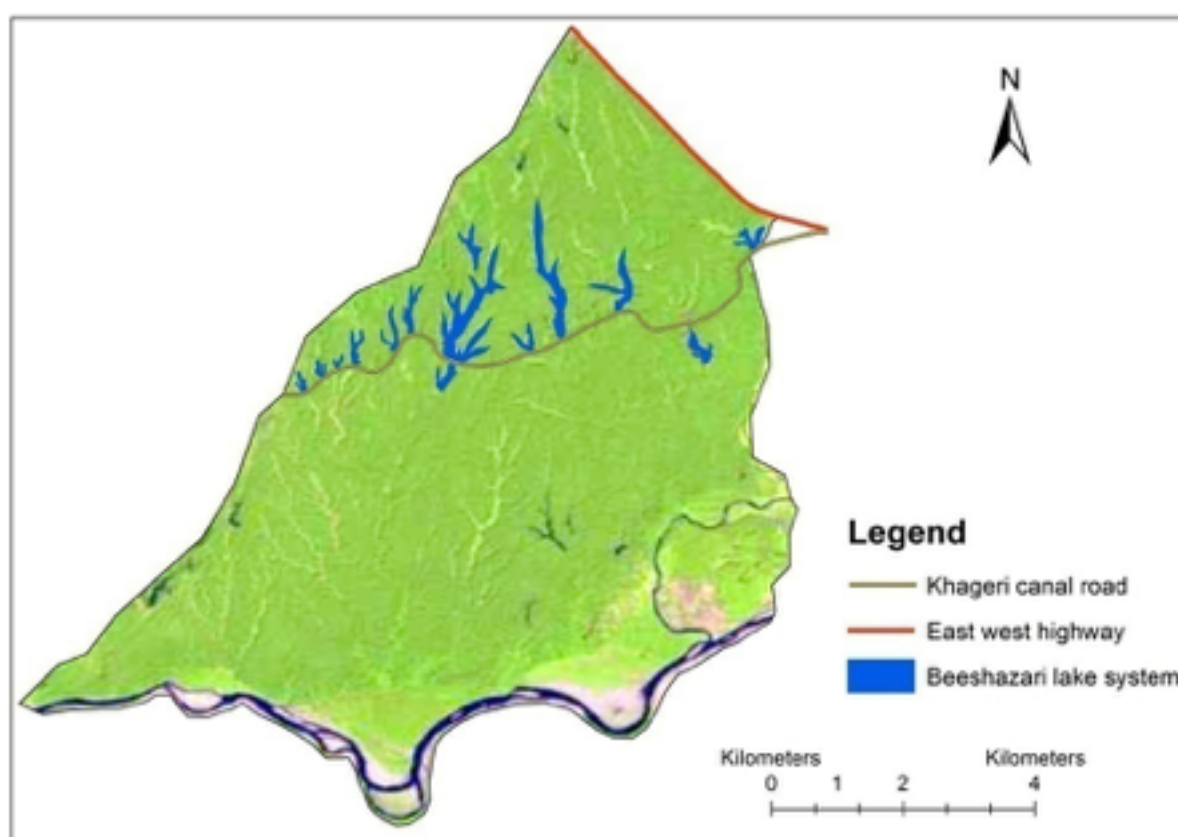 N
Legend
Khageri canal road
East west highway
Beeshazari lake system
Kilometers Kilometers
0 1 2 4